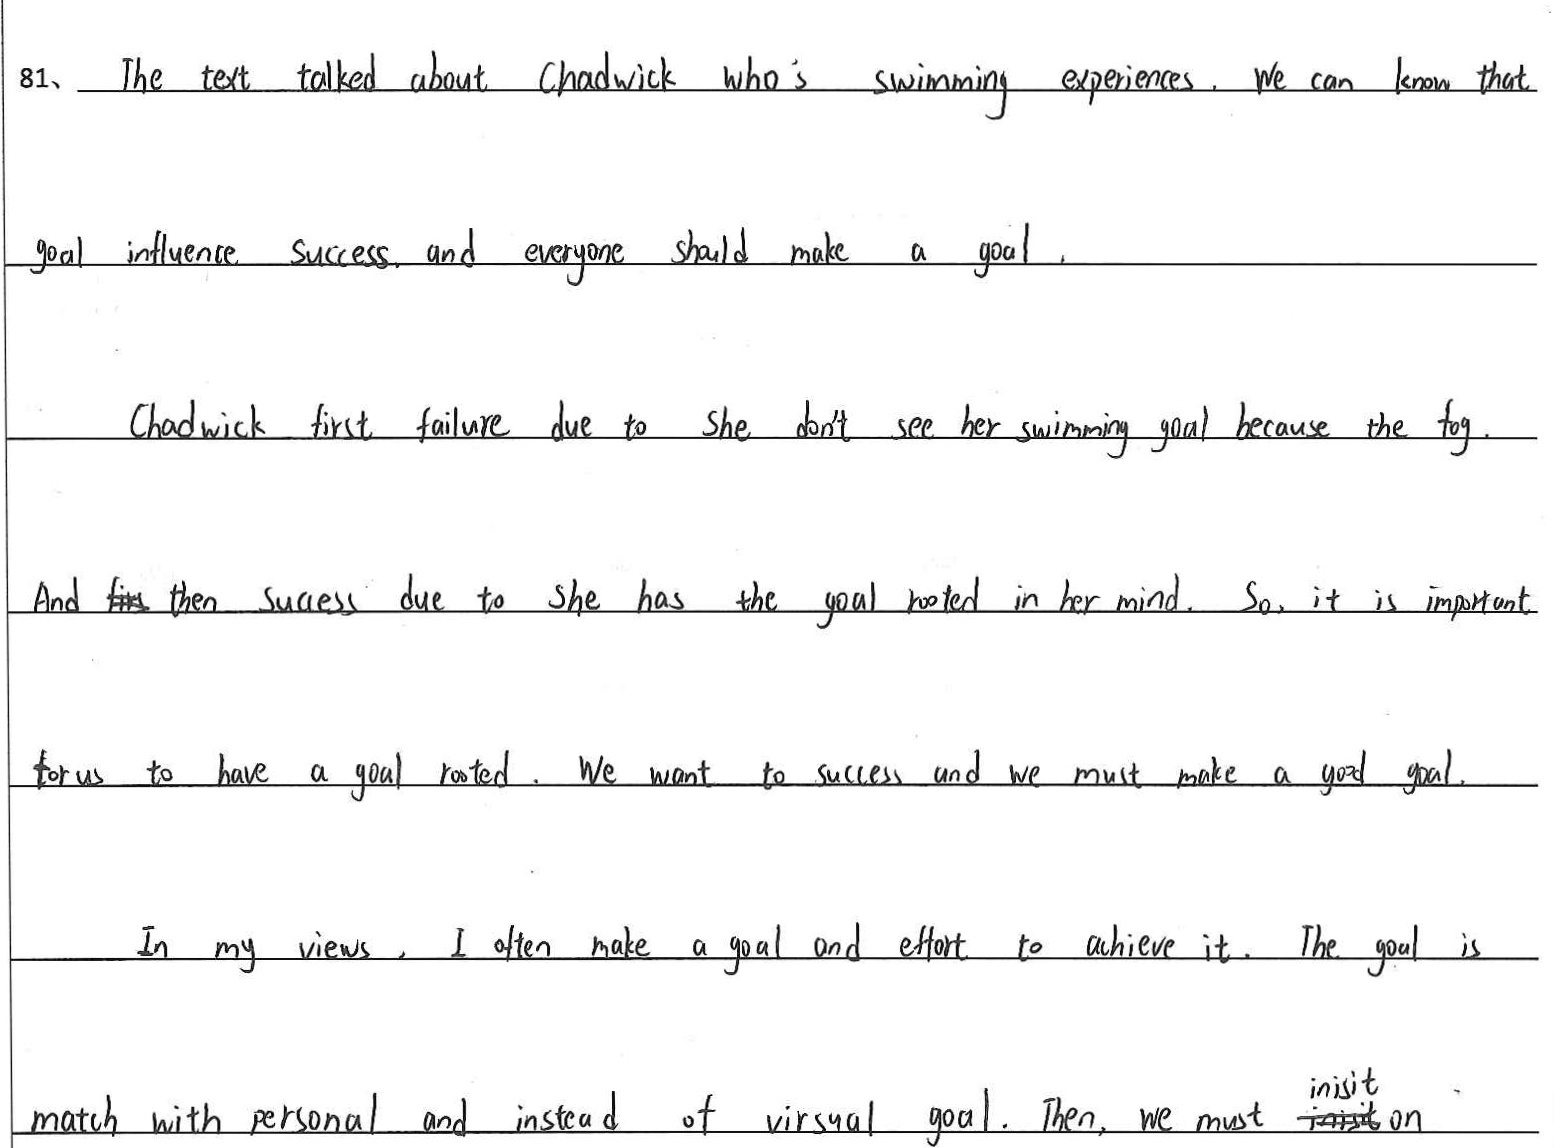 81、 The text talked about Chadwick who's swimming experiences. We can know that
goal influence success. and everyone should make a goal.
Chadwick first failure due to she don't see her swimming goal because the fog.
And firs then success due to she has the goal rooted in her mind. So, it is important
for us to have a goal rooted. We want to success and we must make a good goal.
In my views, I often make a goal and effort to achieve it. The goal is
inisit
match with personal and instead of virsual goal. Then, we must inisit on